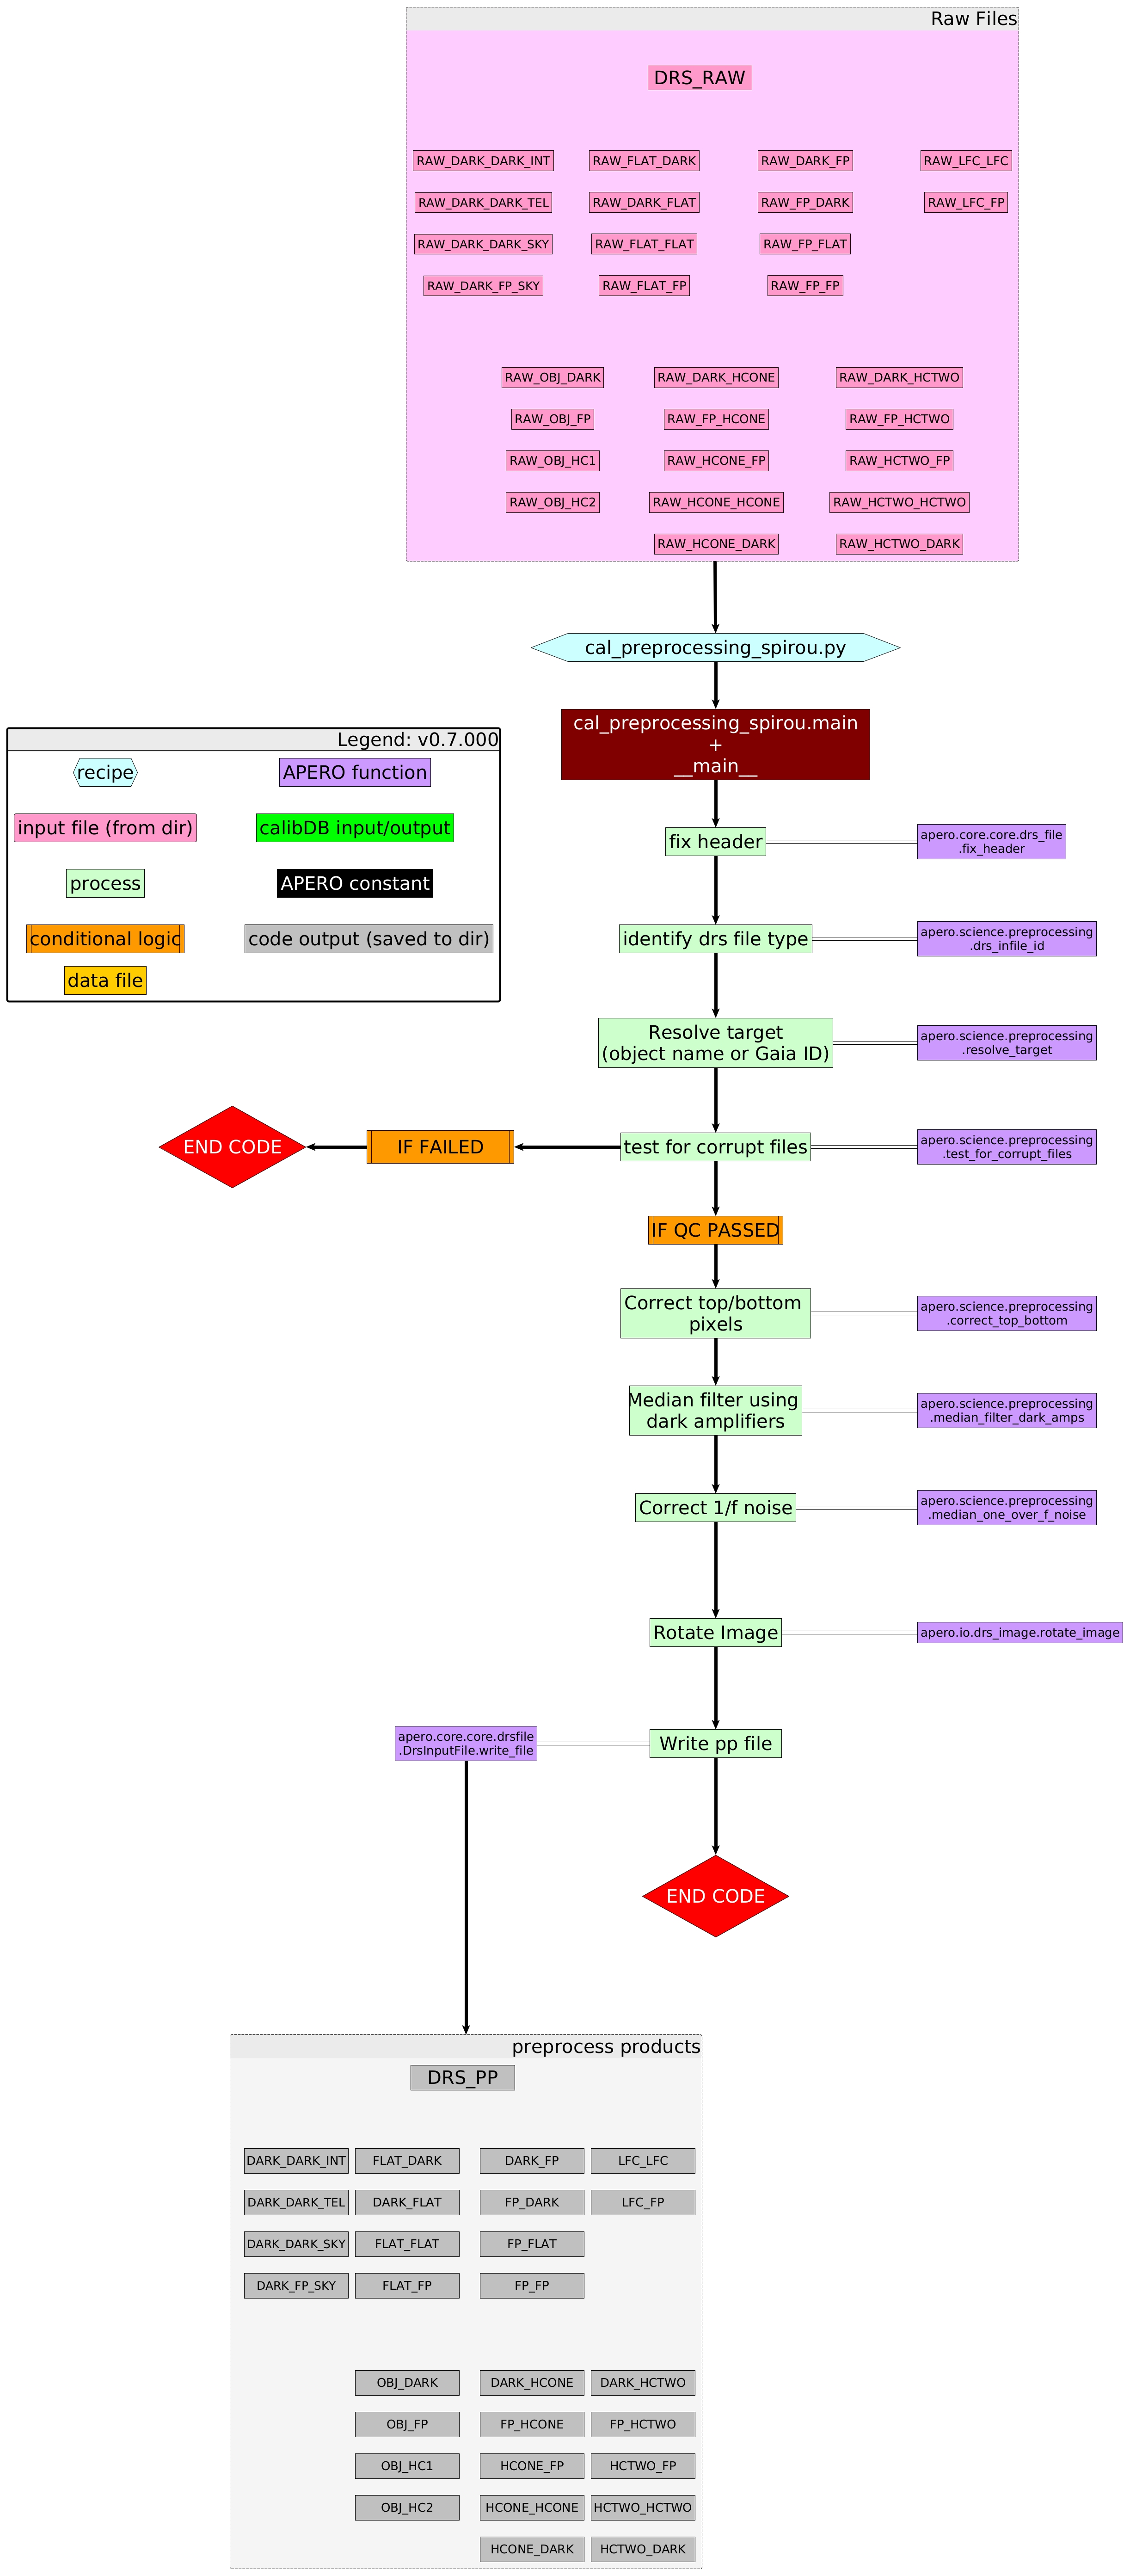 Raw Files
DRS_RAW
RAW_DARK_DARK_INT
RAW_FLAT_DARK
RAW_DARK_FP
RAW_LFC_LFC
RAW_DARK_DARK_TEL
RAW_DARK_FLAT
RAW_FP_DARK
RAW_LFC_FP
RAW_DARK_DARK_SKY
RAW_FLAT_FLAT
RAW_FP_FLAT
RAW_DARK_FP_SKY
RAW_FLAT_FP
RAW_FP_FP
RAW_OBJ_DARK
RAW_DARK_HCONE
RAW_DARK_HCTWO
RAW_OBJ_FP
RAW_FP_HCONE
RAW_FP_HCTWO
RAW_OBJ_HC1
RAW_HCONE_FP
RAW_HCTWO_FP
RAW_OBJ_HC2
RAW_HCONE_HCONE
RAW_HCTWO_HCTWO
RAW_HCONE_DARK
RAW_HCTWO_DARK
cal_preprocessing_spirou.py
cal_preprocessing_spirou.main
+
__main__
Legend: v0.7.000
recipe
APERO function
input file (from dir)
calibDB input/output
process
APERO constant
conditional logic
code output (saved to dir)
data file
fix header
apero.core.core.drs_file
.fix_header
identify drs file type
apero.science.preprocessing
.drs_infile_id
Resolve target
(object name or Gaia ID)
apero.science.preprocessing
.resolve_target
END CODE
IF FAILED
test for corrupt files
apero.science.preprocessing
.test_for_corrupt_files
IF QC PASSED
Correct top/bottom
pixels
apero.science.preprocessing
.correct_top_bottom
Median filter using
dark amplifiers
apero.science.preprocessing
.median_filter_dark_amps
Correct 1/f noise
apero.science.preprocessing
.median_one_over_f_noise
Rotate Image
apero.io.drs_image.rotate_image
apero.core.core.drsfile
.DrsInputFile.write_file
Write pp file
END CODE
preprocess products
DRS_PP
DARK_DARK_INT
FLAT_DARK
DARK_FP
LFC_LFC
DARK_DARK_TEL
DARK_FLAT
FP_DARK
LFC_FP
DARK_DARK_SKY
FLAT_FLAT
FP_FLAT
DARK_FP_SKY
FLAT_FP
FP_FP
OBJ_DARK
DARK_HCONE
DARK_HCTWO
OBJ_FP
FP_HCONE
FP_HCTWO
OBJ_HC1
HCONE_FP
HCTWO_FP
OBJ_HC2
HCONE_HCONE
HCTWO_HCTWO
HCONE_DARK
HCTWO_DARK